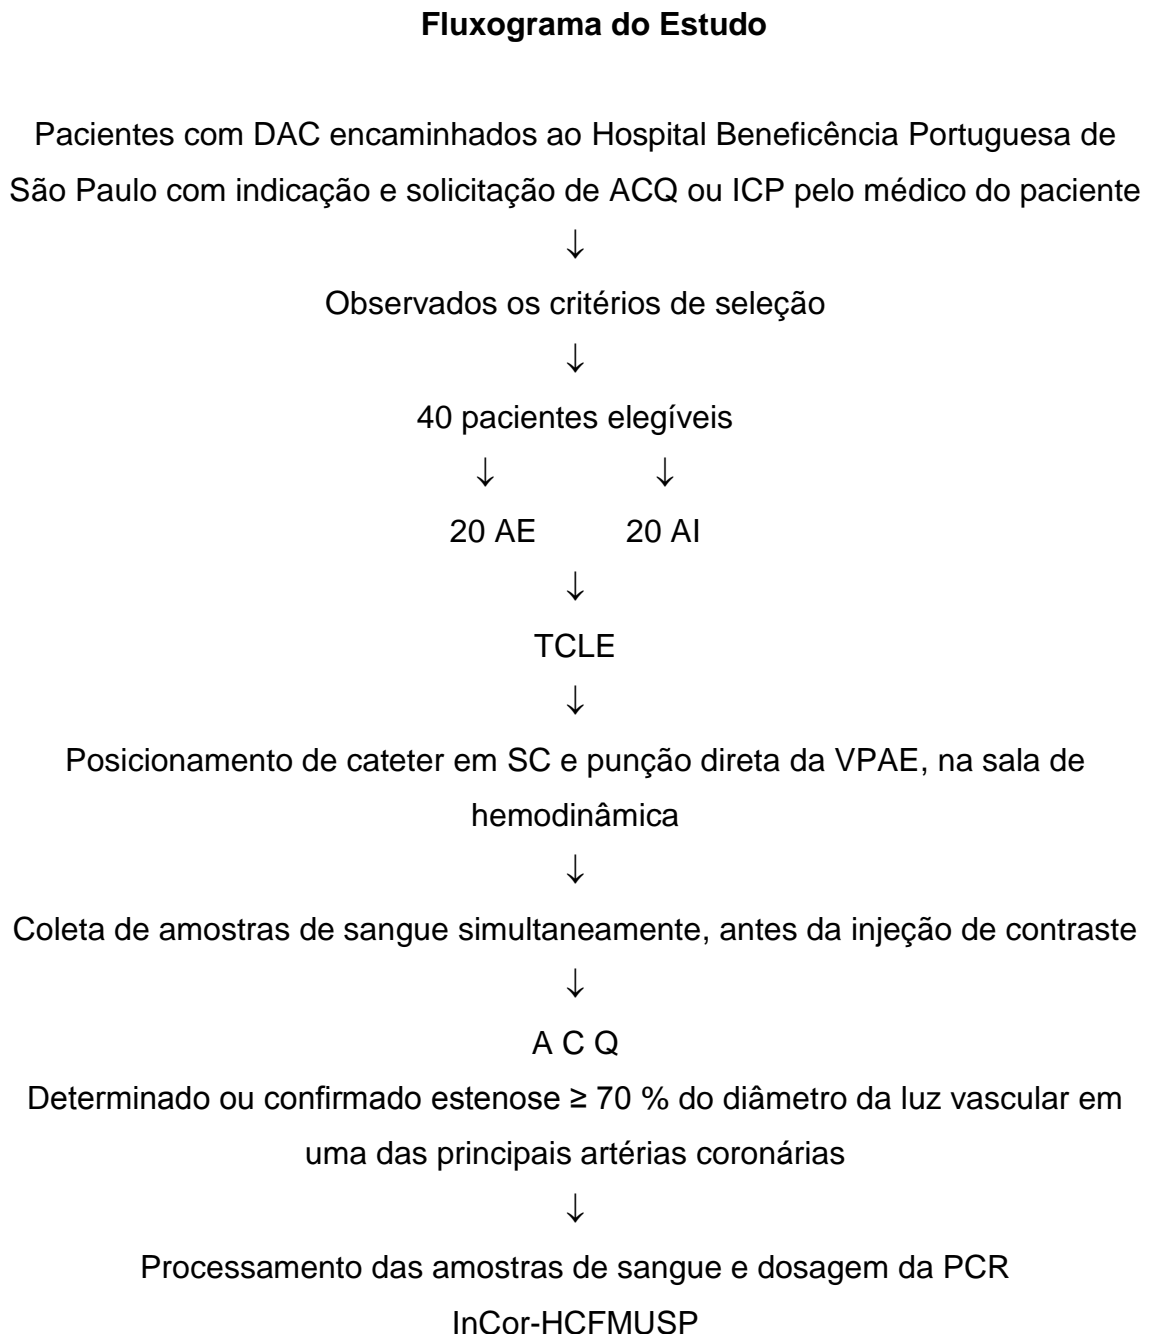 Fluxograma do Estudo
Pacientes com DAC encaminhados ao Hospital Beneficência Portuguesa de
São Paulo com indicação e solicitação de ACQ ou ICP pelo médico do paciente
↓
Observados os critérios de seleção
↓
40 pacientes elegíveis
↓ ↓
20 AE 20 AI
↓
TCLE
↓
Posicionamento de cateter em SC e punção direta da VPAE, na sala de
hemodinâmica
↓
Coleta de amostras de sangue simultaneamente, antes da injeção de contraste
↓
A C Q
Determinado ou confirmado estenose ≥ 70 % do diâmetro da luz vascular em
uma das principais artérias coronárias
↓
Processamento das amostras de sangue e dosagem da PCR
InCor-HCFMUSP